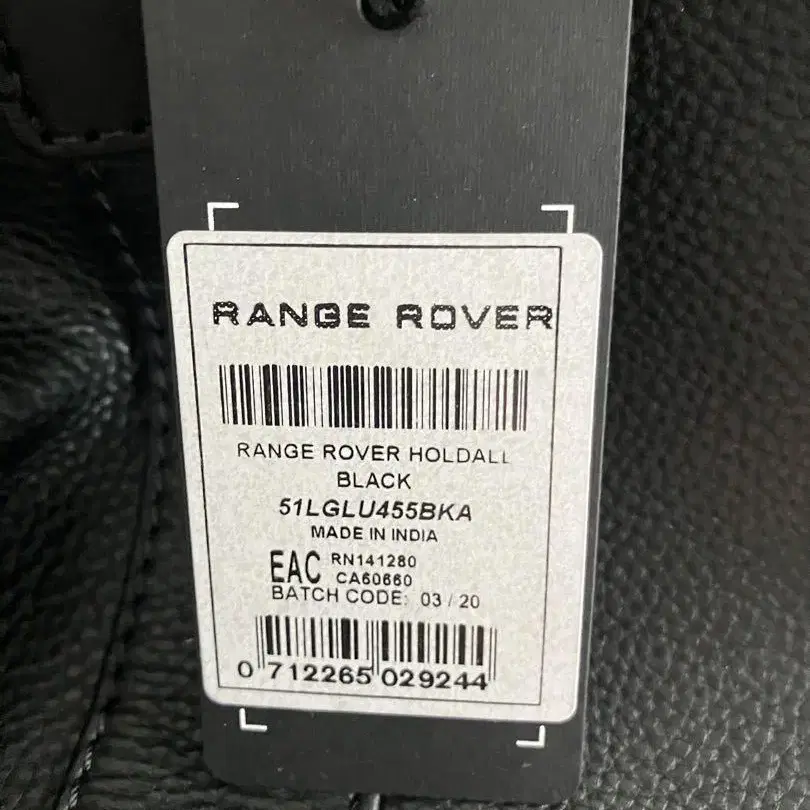 RANGE ROVER
RANGE ROVER HOLDALL
BLACK
51LGLU455BKA
MADE IN INDIA
EAC RN141280
CA60660
BATCH CODE: 03 / 20
0 712265 029244